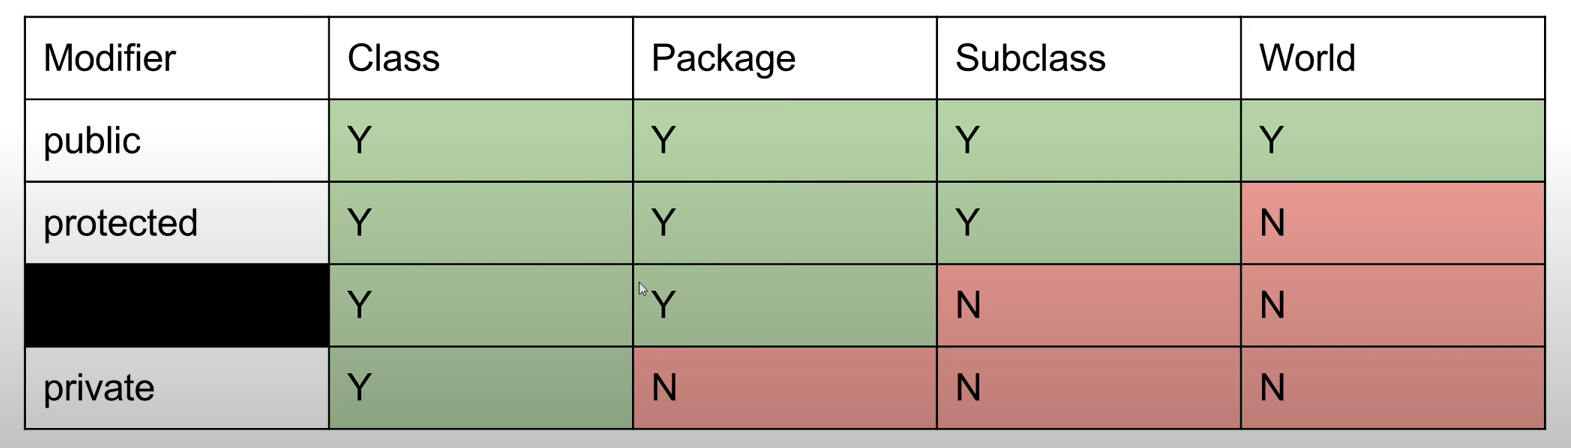 Modifier Class Package Subclass World
public Y Y Y Y
protected Y Y Y N
Y Y N N
private Y N N N